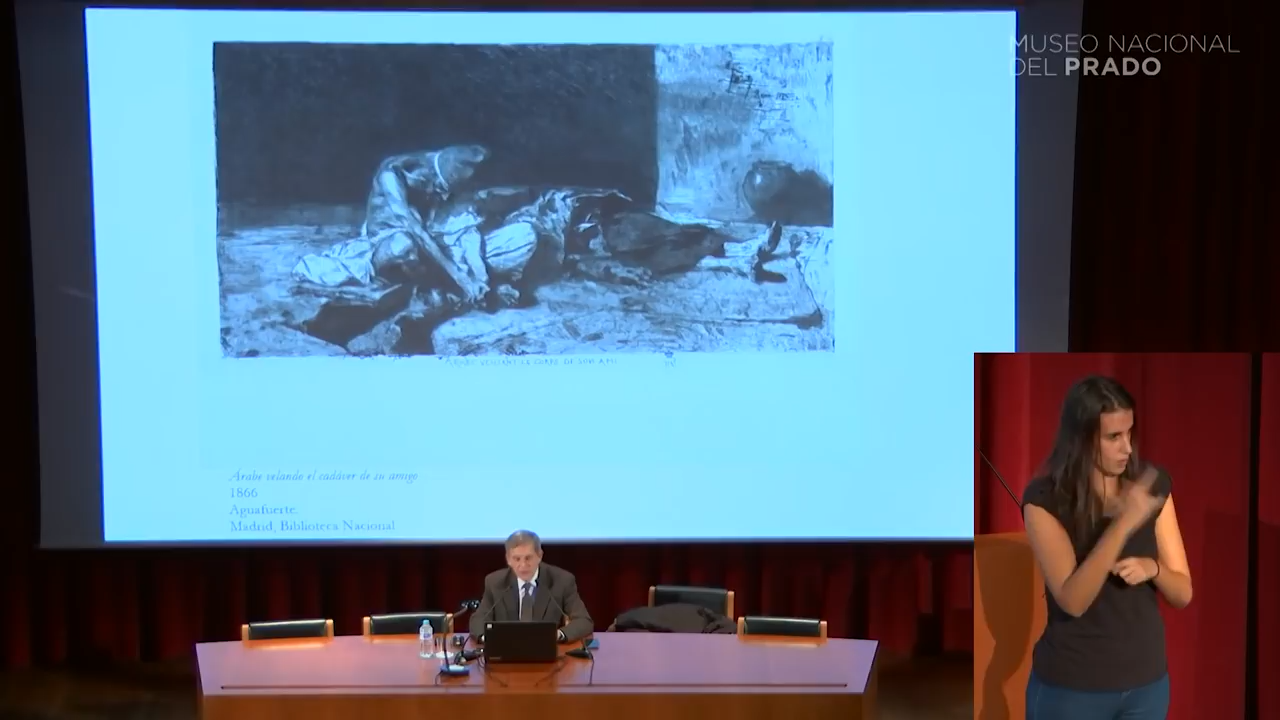 MUSEO NACIONAL
DEL PRADO
Árabe velando el cadáver de su amigo
1866
Aguafuerte.
Madrid, Biblioteca Nacional